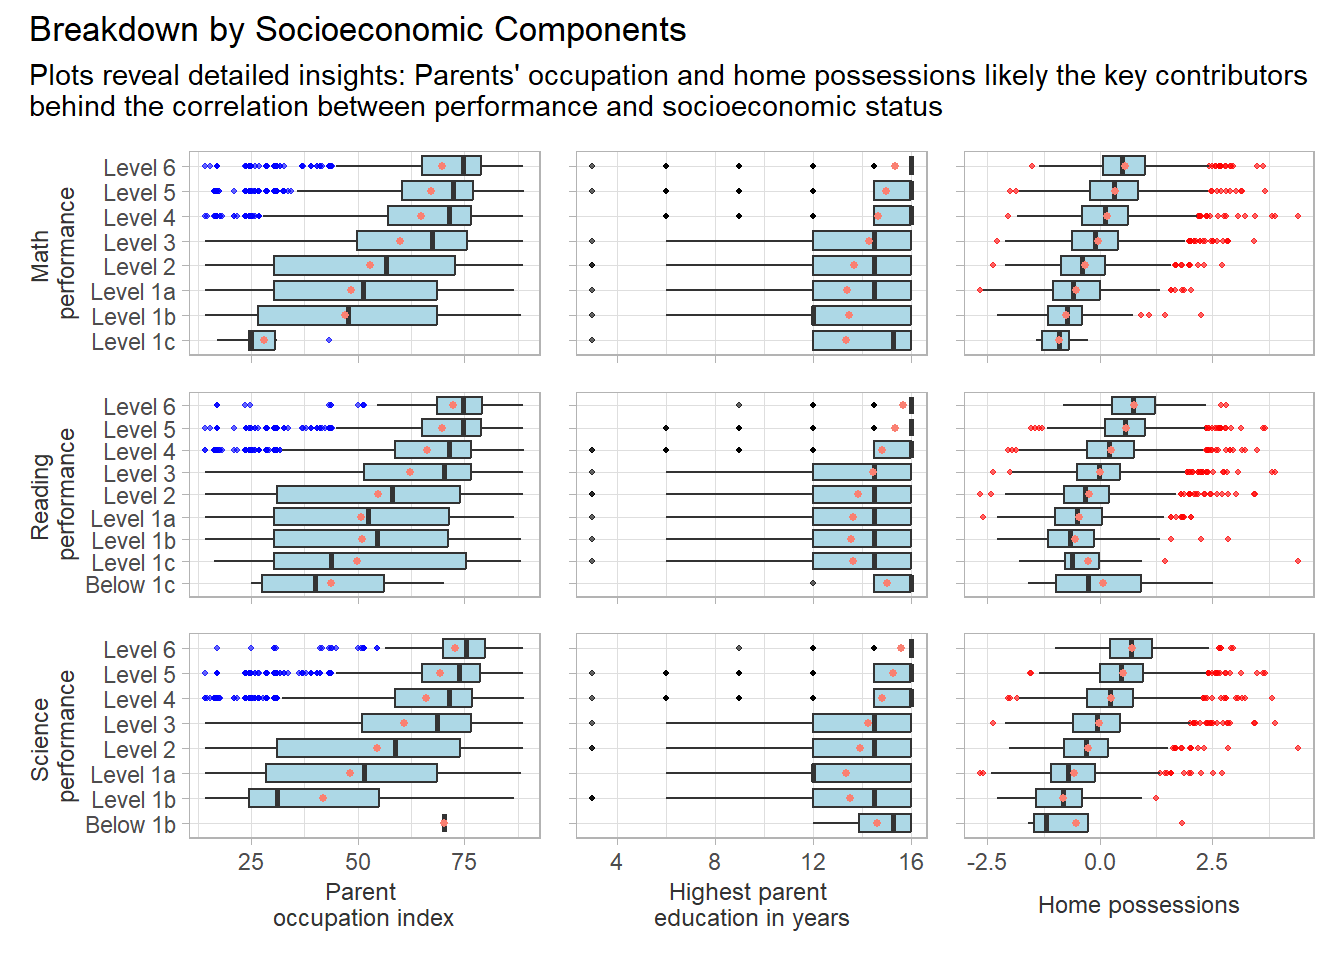 Breakdown by Socioeconomic Components
Plots reveal detailed insights: Parents' occupation and home possessions likely the key contributors
behind the correlation between performance and socioeconomic status
Math
performance
Level 6
Level 5
Level 4
Level 3
Level 2
Level 1a
Level 1b
Level 1c
Reading
performance
Level 6
Level 5
Level 4
Level 3
Level 2
Level 1a
Level 1b
Level 1c
Below 1c
Science
performance
Level 6
Level 5
Level 4
Level 3
Level 2
Level 1a
Level 1b
Below 1b
25 50 75
Parent
occupation index
4 8 12 16
Highest parent
education in years
-2.5 0.0 2.5
Home possessions